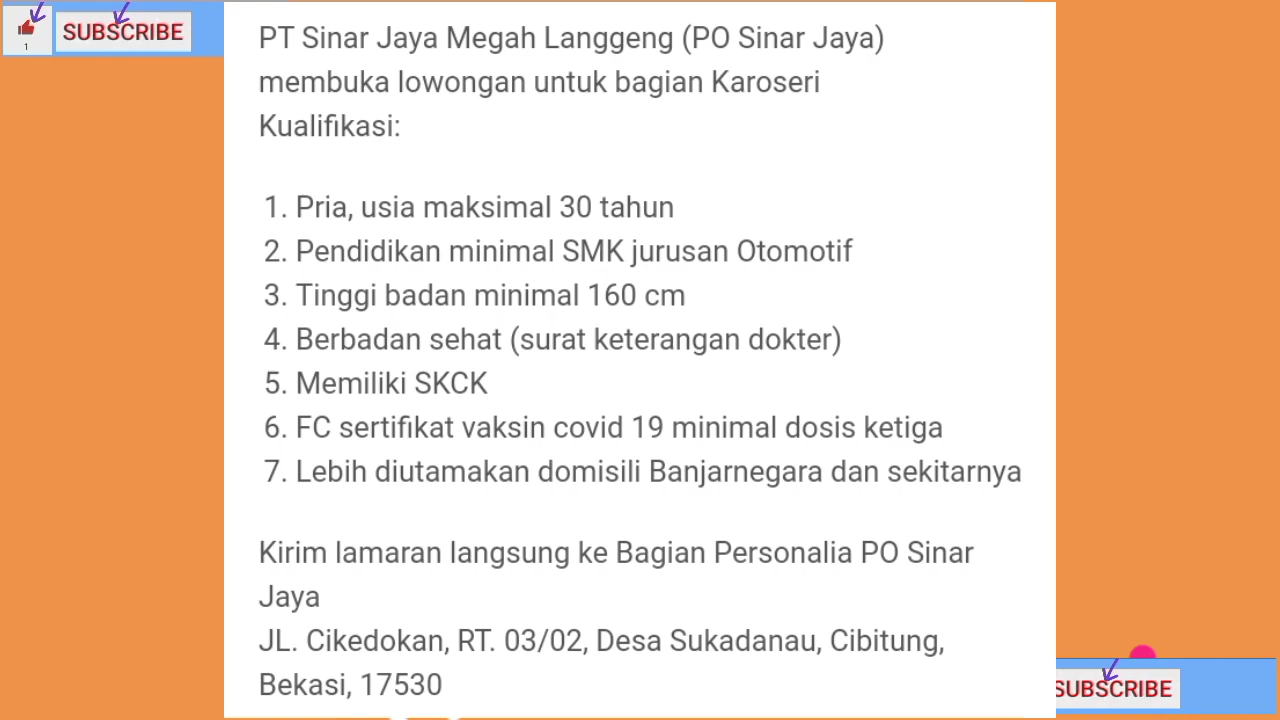 SUBSCRIBE
1
PT Sinar Jaya Megah Langgeng (PO Sinar Jaya)
membuka lowongan untuk bagian Karoseri
Kualifikasi:
1. Pria, usia maksimal 30 tahun
2. Pendidikan minimal SMK jurusan Otomotif
3. Tinggi badan minimal 160 cm
4. Berbadan sehat (surat keterangan dokter)
5. Memiliki SKCK
6. FC sertifikat vaksin covid 19 minimal dosis ketiga
7. Lebih diutamakan domisili Banjarnegara dan sekitarnya
Kirim lamaran langsung ke Bagian Personalia PO Sinar
Jaya
JL. Cikedokan, RT. 03/02, Desa Sukadanau, Cibitung,
Bekasi, 17530
SUBSCRIBE